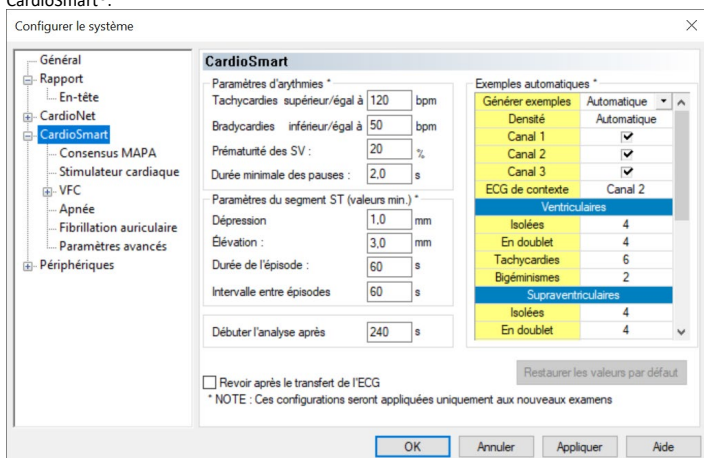 CardioSmart®.
Configurer le système
Général
Rapport
En-tête
CardioNet
CardioSmart
Consensus MAPA
Stimulateur cardiaque
VFC
Apnée
Fibrillation auriculaire
Paramètres avancés
Périphériques
CardioSmart
Paramètres d'arythmies *
Tachycardies supérieur/égal à 120 bpm
Bradycardies inférieur/égal à 50 bpm
Prématurité des SV : 20 %
Durée minimale des pauses : 2,0 s
Paramètres du segment ST (valeurs min.) *
Dépression 1,0 mm
Élévation : 3,0 mm
Durée de l'épisode : 60 s
Intervalle entre épisodes 60 s
Débuter l'analyse après 240 s
Exemples automatiques *
Générer exemples Automatique
Densité Automatique
Canal 1
Canal 2
Canal 3
ECG de contexte Canal 2
Ventriculaires
Isolées 4
En doublet 4
Tachycardies 6
Bigéminismes 2
Supraventriculaires
Isolées 4
En doublet 4
Restaurer les valeurs par défaut
Revoir après le transfert de l'ECG
* NOTE : Ces configurations seront appliquées uniquement aux nouveaux examens
OK Annuler Appliquer Aide